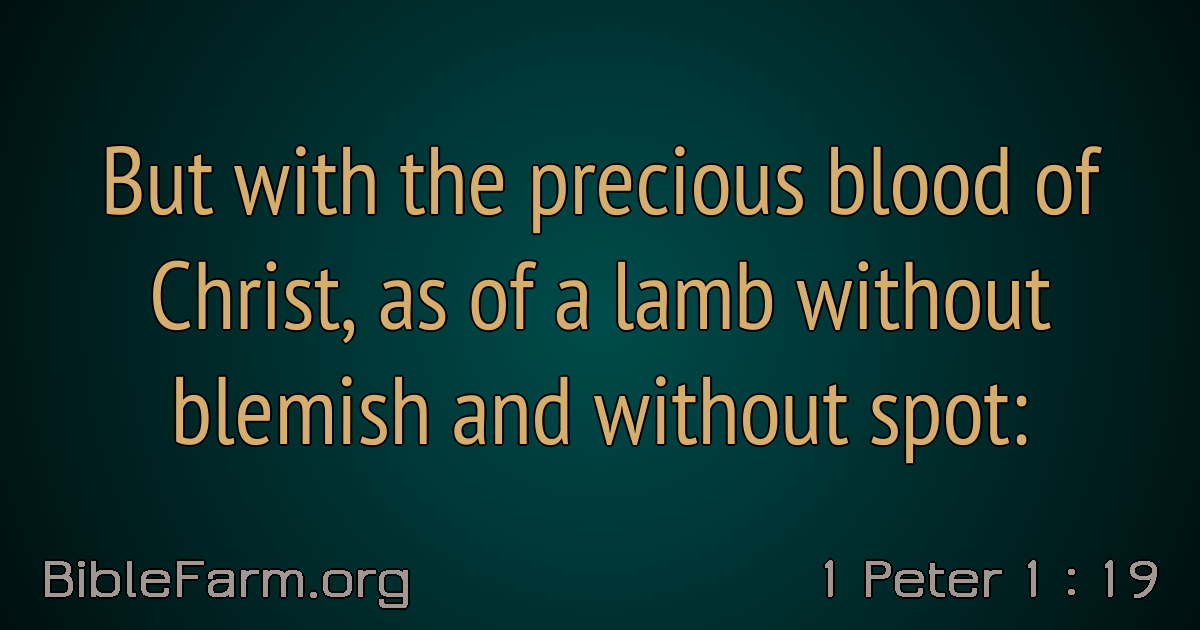 But with the precious blood of
Christ, as of a lamb without
blemish and without spot:
BibleFarm.org
1 Peter 1 : 19